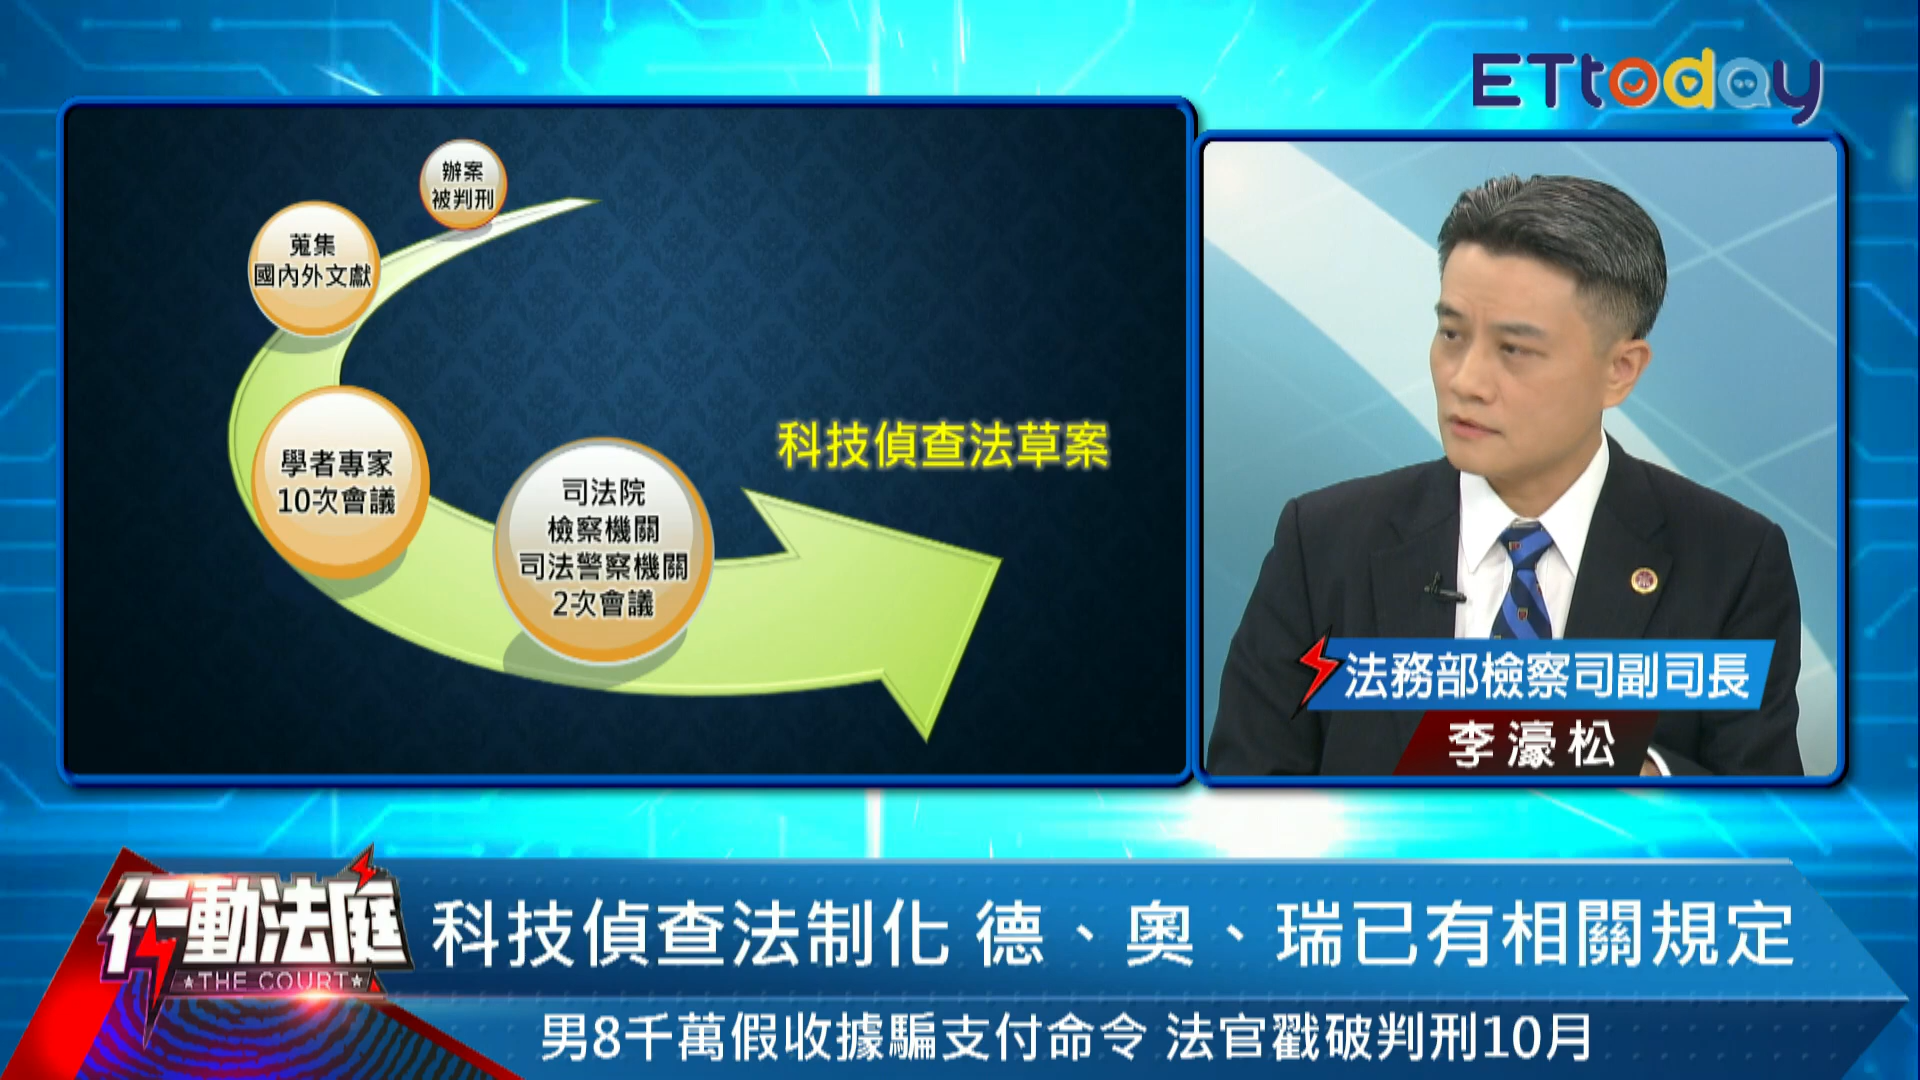 ETtoday
辦案
被判刑
蒐集
國內外文獻
學者專家
10次會議
司法院
檢察機關
司法警察機關
2次會議
科技偵查法草案
法務部檢察司副司長
李濠松
行動法庭
THE COURT
科技偵查法制化 德、奧、瑞已有相關規定
男8千萬假收據騙支付命令 法官戳破判刑10月